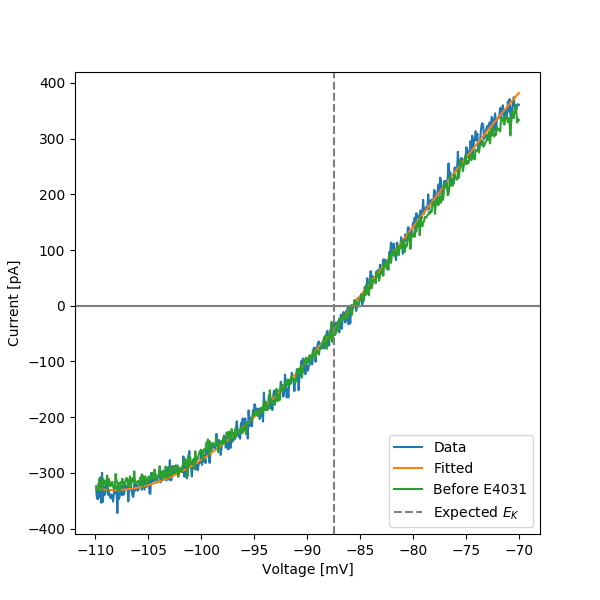 400
300
200
100
0
−100
−200
−300
−400
Current [pA]
Data
Fitted
Before E4031
Expected E_K
−110 −105 −100 −95 −90 −85 −80 −75 −70
Voltage [mV]